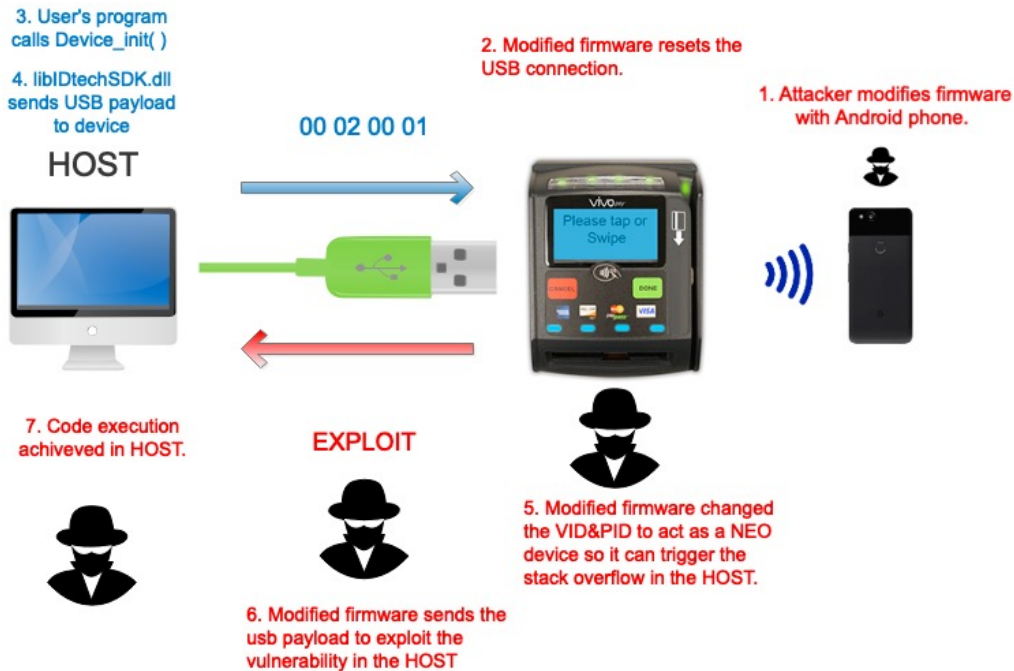 3. User's program
calls Device_init( )
4. libIDtechSDK.dll
sends USB payload
to device
HOST
00 02 00 01
2. Modified firmware resets the
USB connection.
1. Attacker modifies firmware
with Android phone.
vivopay
Please tap or
Swipe
CANCEL
DONE
VISA
7. Code execution
achiveved in HOST.
EXPLOIT
5. Modified firmware changed
the VID&PID to act as a NEO
device so it can trigger the
stack overflow in the HOST.
6. Modified firmware sends the
usb payload to exploit the
vulnerability in the HOST